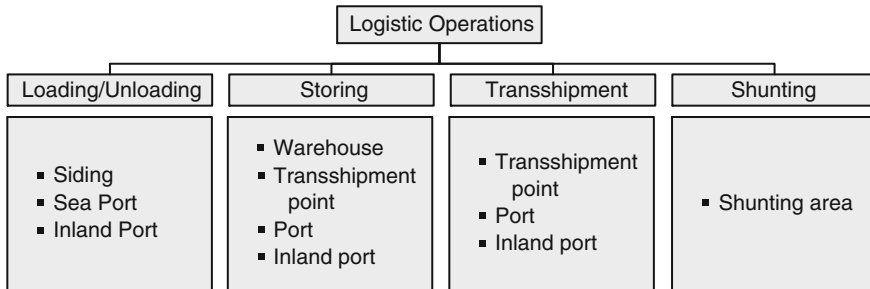 Logistic Operations
Loading/Unloading
Storing
Transshipment
Shunting
▪ Siding
▪ Sea Port
▪ Inland Port
▪ Warehouse
▪ Transshipment
point
▪ Port
▪ Inland port
▪ Transshipment
point
▪ Port
▪ Inland port
▪ Shunting area